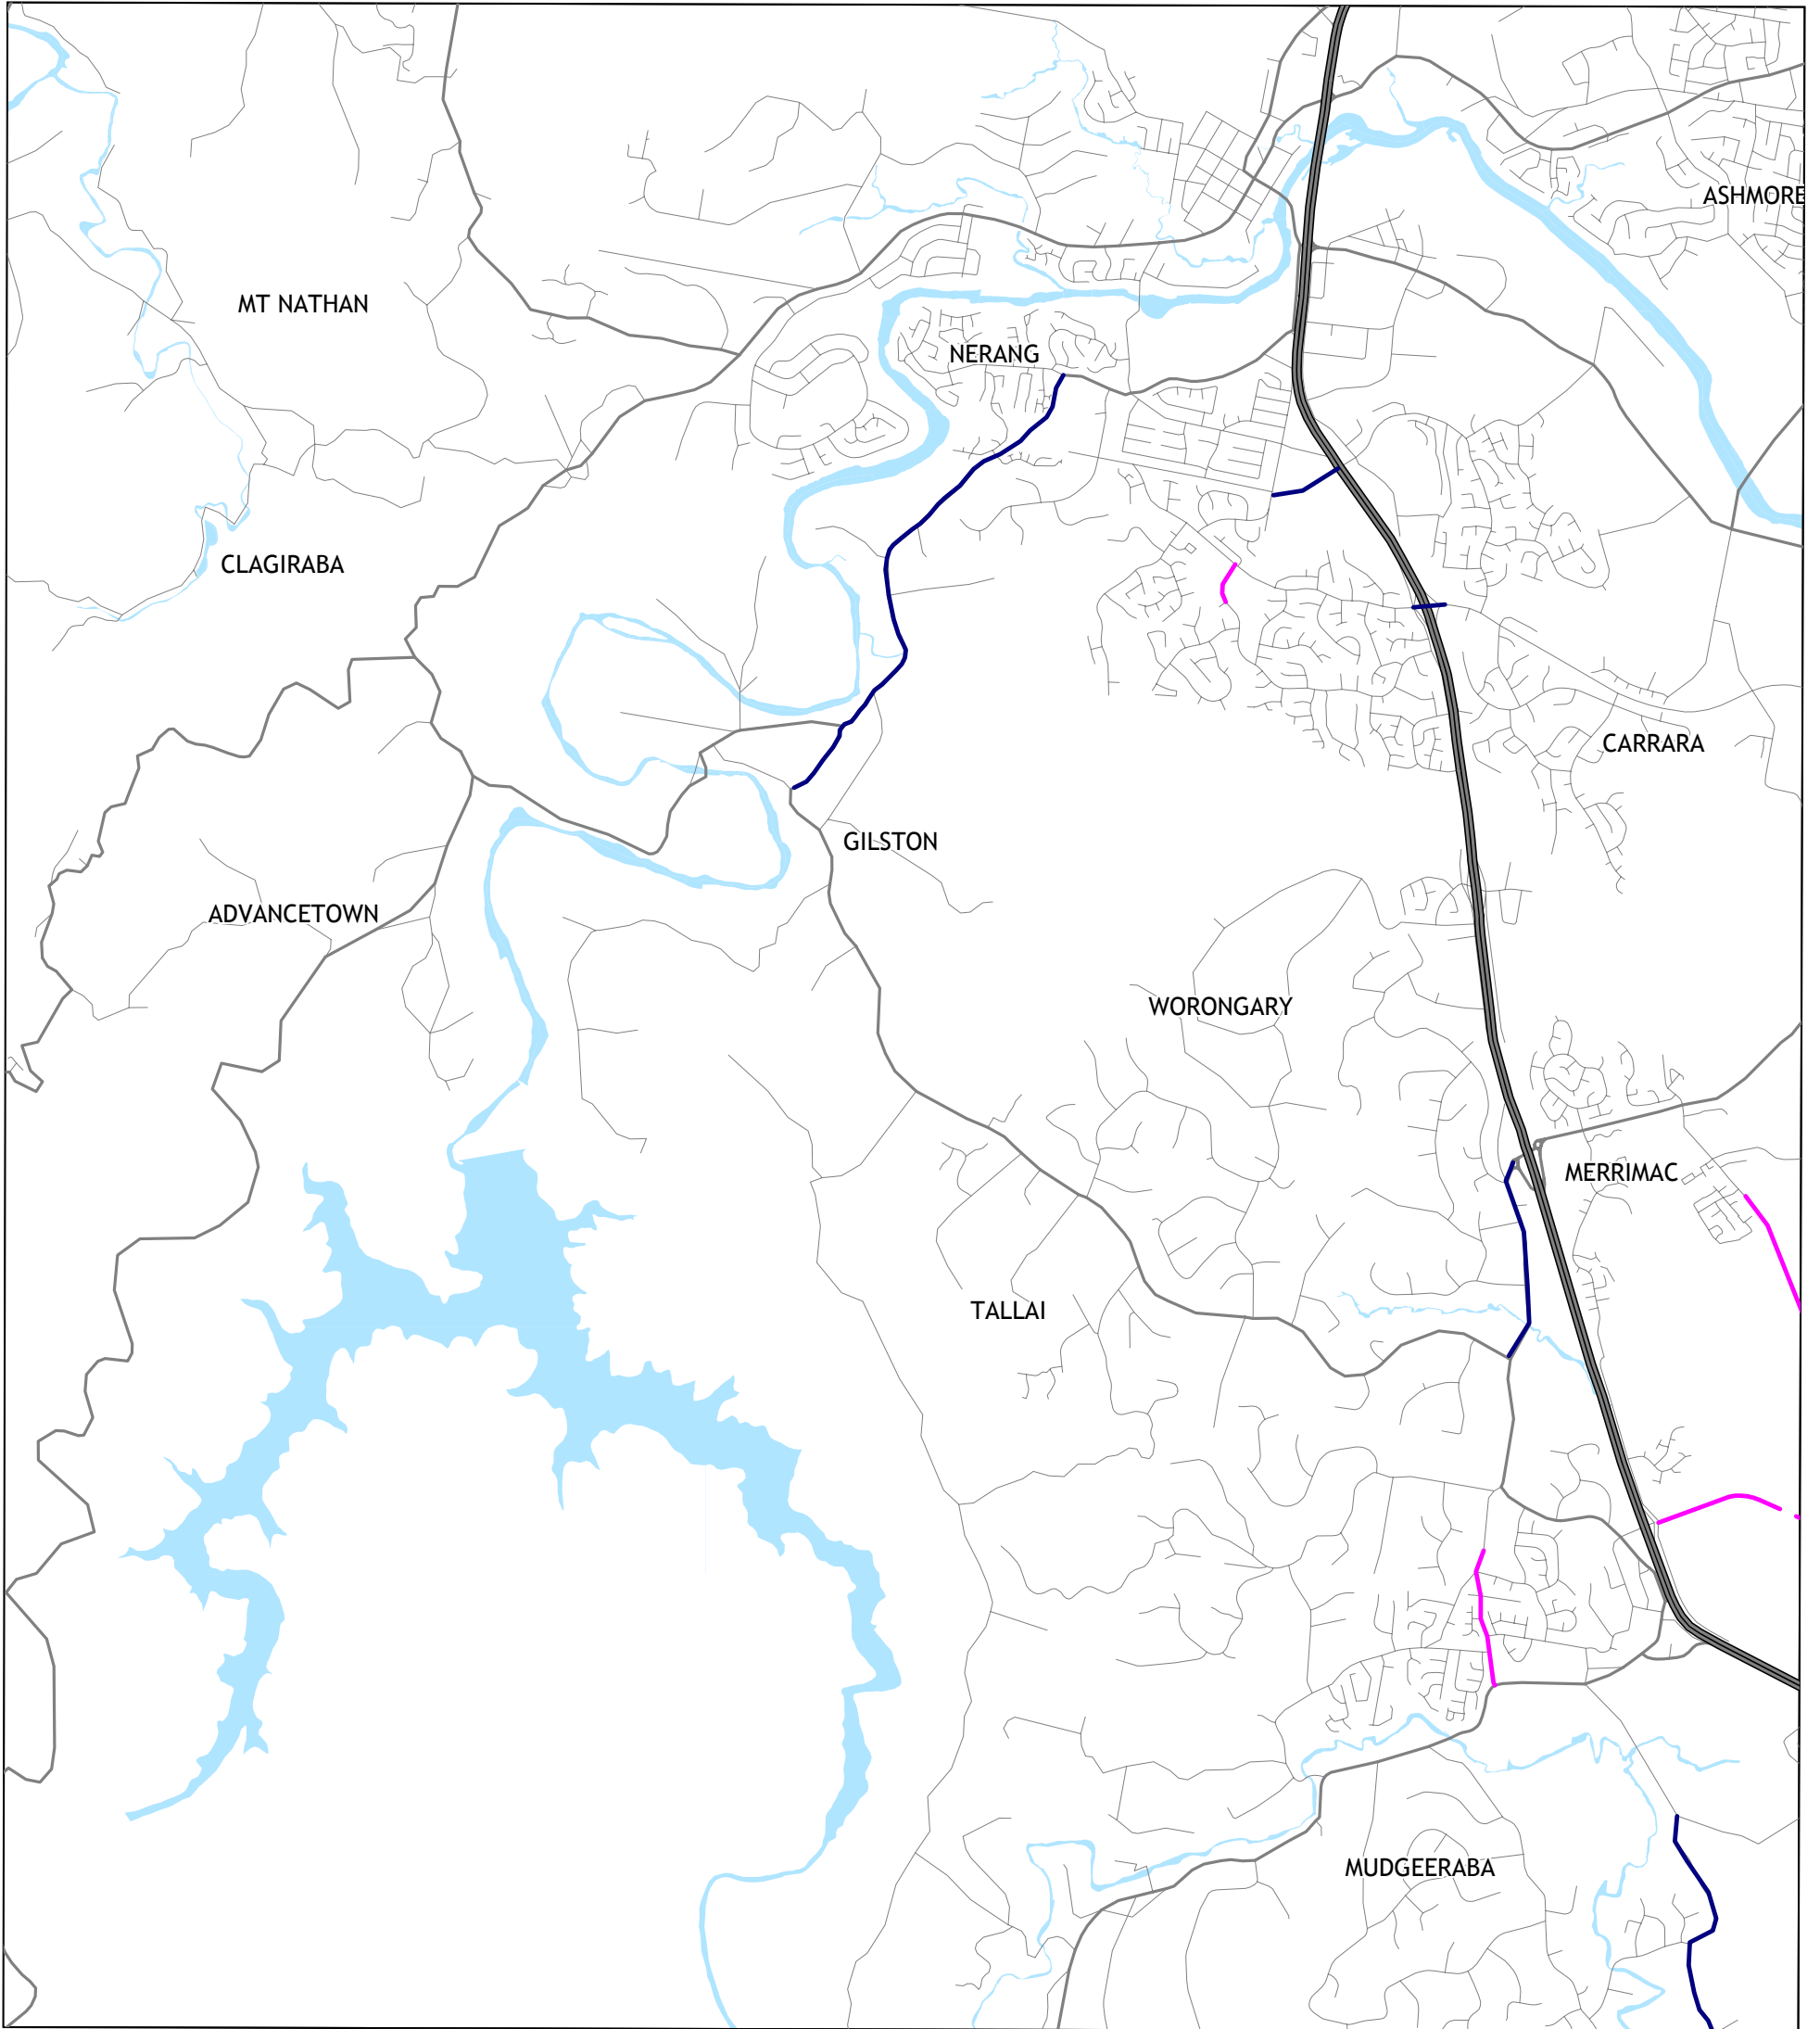 ASHMORE
MT NATHAN
NERANG
CLAGIRABA
CARRARA
GILSTON
ADVANCETOWN
WORONGARY
MERRIMAC
TALLAI
MUDGEERABA